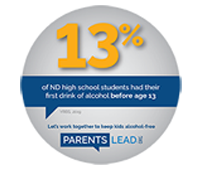 13%
of ND high school students had their
first drink of alcohol before age 13
Let's work together to keep kids alcohol-free
PARENTS LEAD